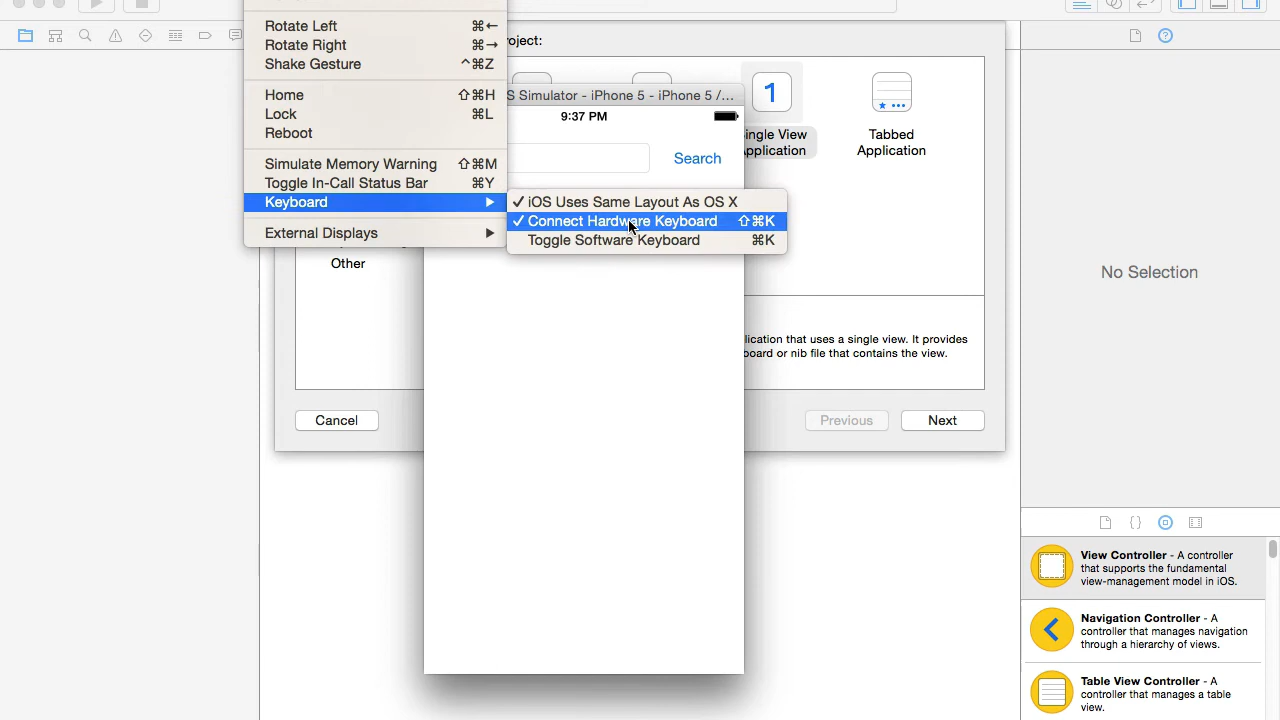 Rotate Left ⌘←
Rotate Right ⌘→
Shake Gesture ^⌘Z
Home ⇧⌘H
Lock ⌘L
Reboot
Simulate Memory Warning ⇧⌘M
Toggle In-Call Status Bar ⌘Y
Keyboard
External Displays
✓ iOS Uses Same Layout As OS X
✓ Connect Hardware Keyboard ⇧⌘K
Toggle Software Keyboard ⌘K
Other
roject:
S Simulator - iPhone 5 - iPhone 5 /...
9:37 PM
Search
1
ingle View
Application
Tabbed
Application
lication that uses a single view. It provides
board or nib file that contains the view.
Cancel
Previous
Next
No Selection
View Controller - A controller
that supports the fundamental
view-management model in iOS.
Navigation Controller - A
controller that manages navigation
through a hierarchy of views.
Table View Controller - A
controller that manages a table
view.